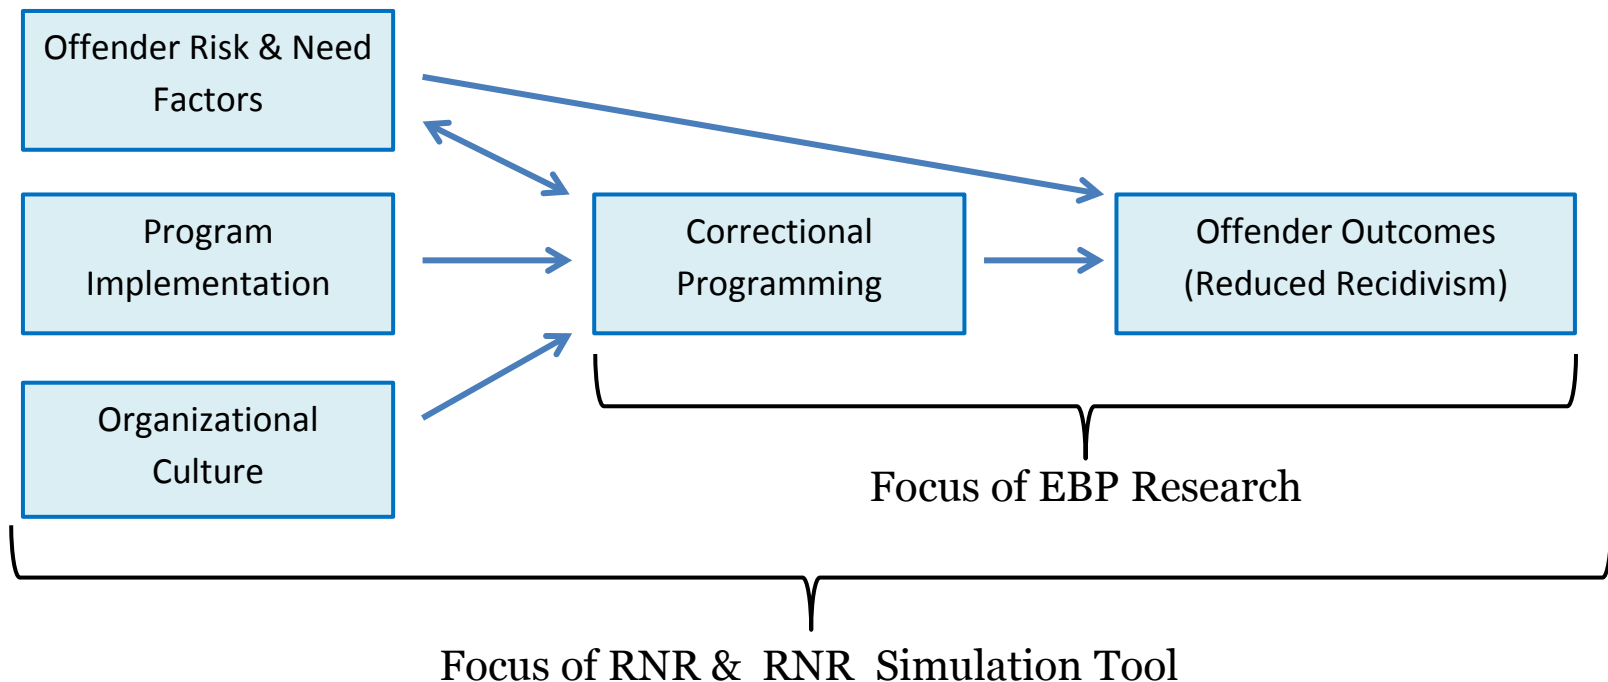 Offender Risk & Need
Factors
Program
Implementation
Organizational
Culture
Correctional
Programming
Offender Outcomes
(Reduced Recidivism)
Focus of EBP Research
Focus of RNR & RNR Simulation Tool